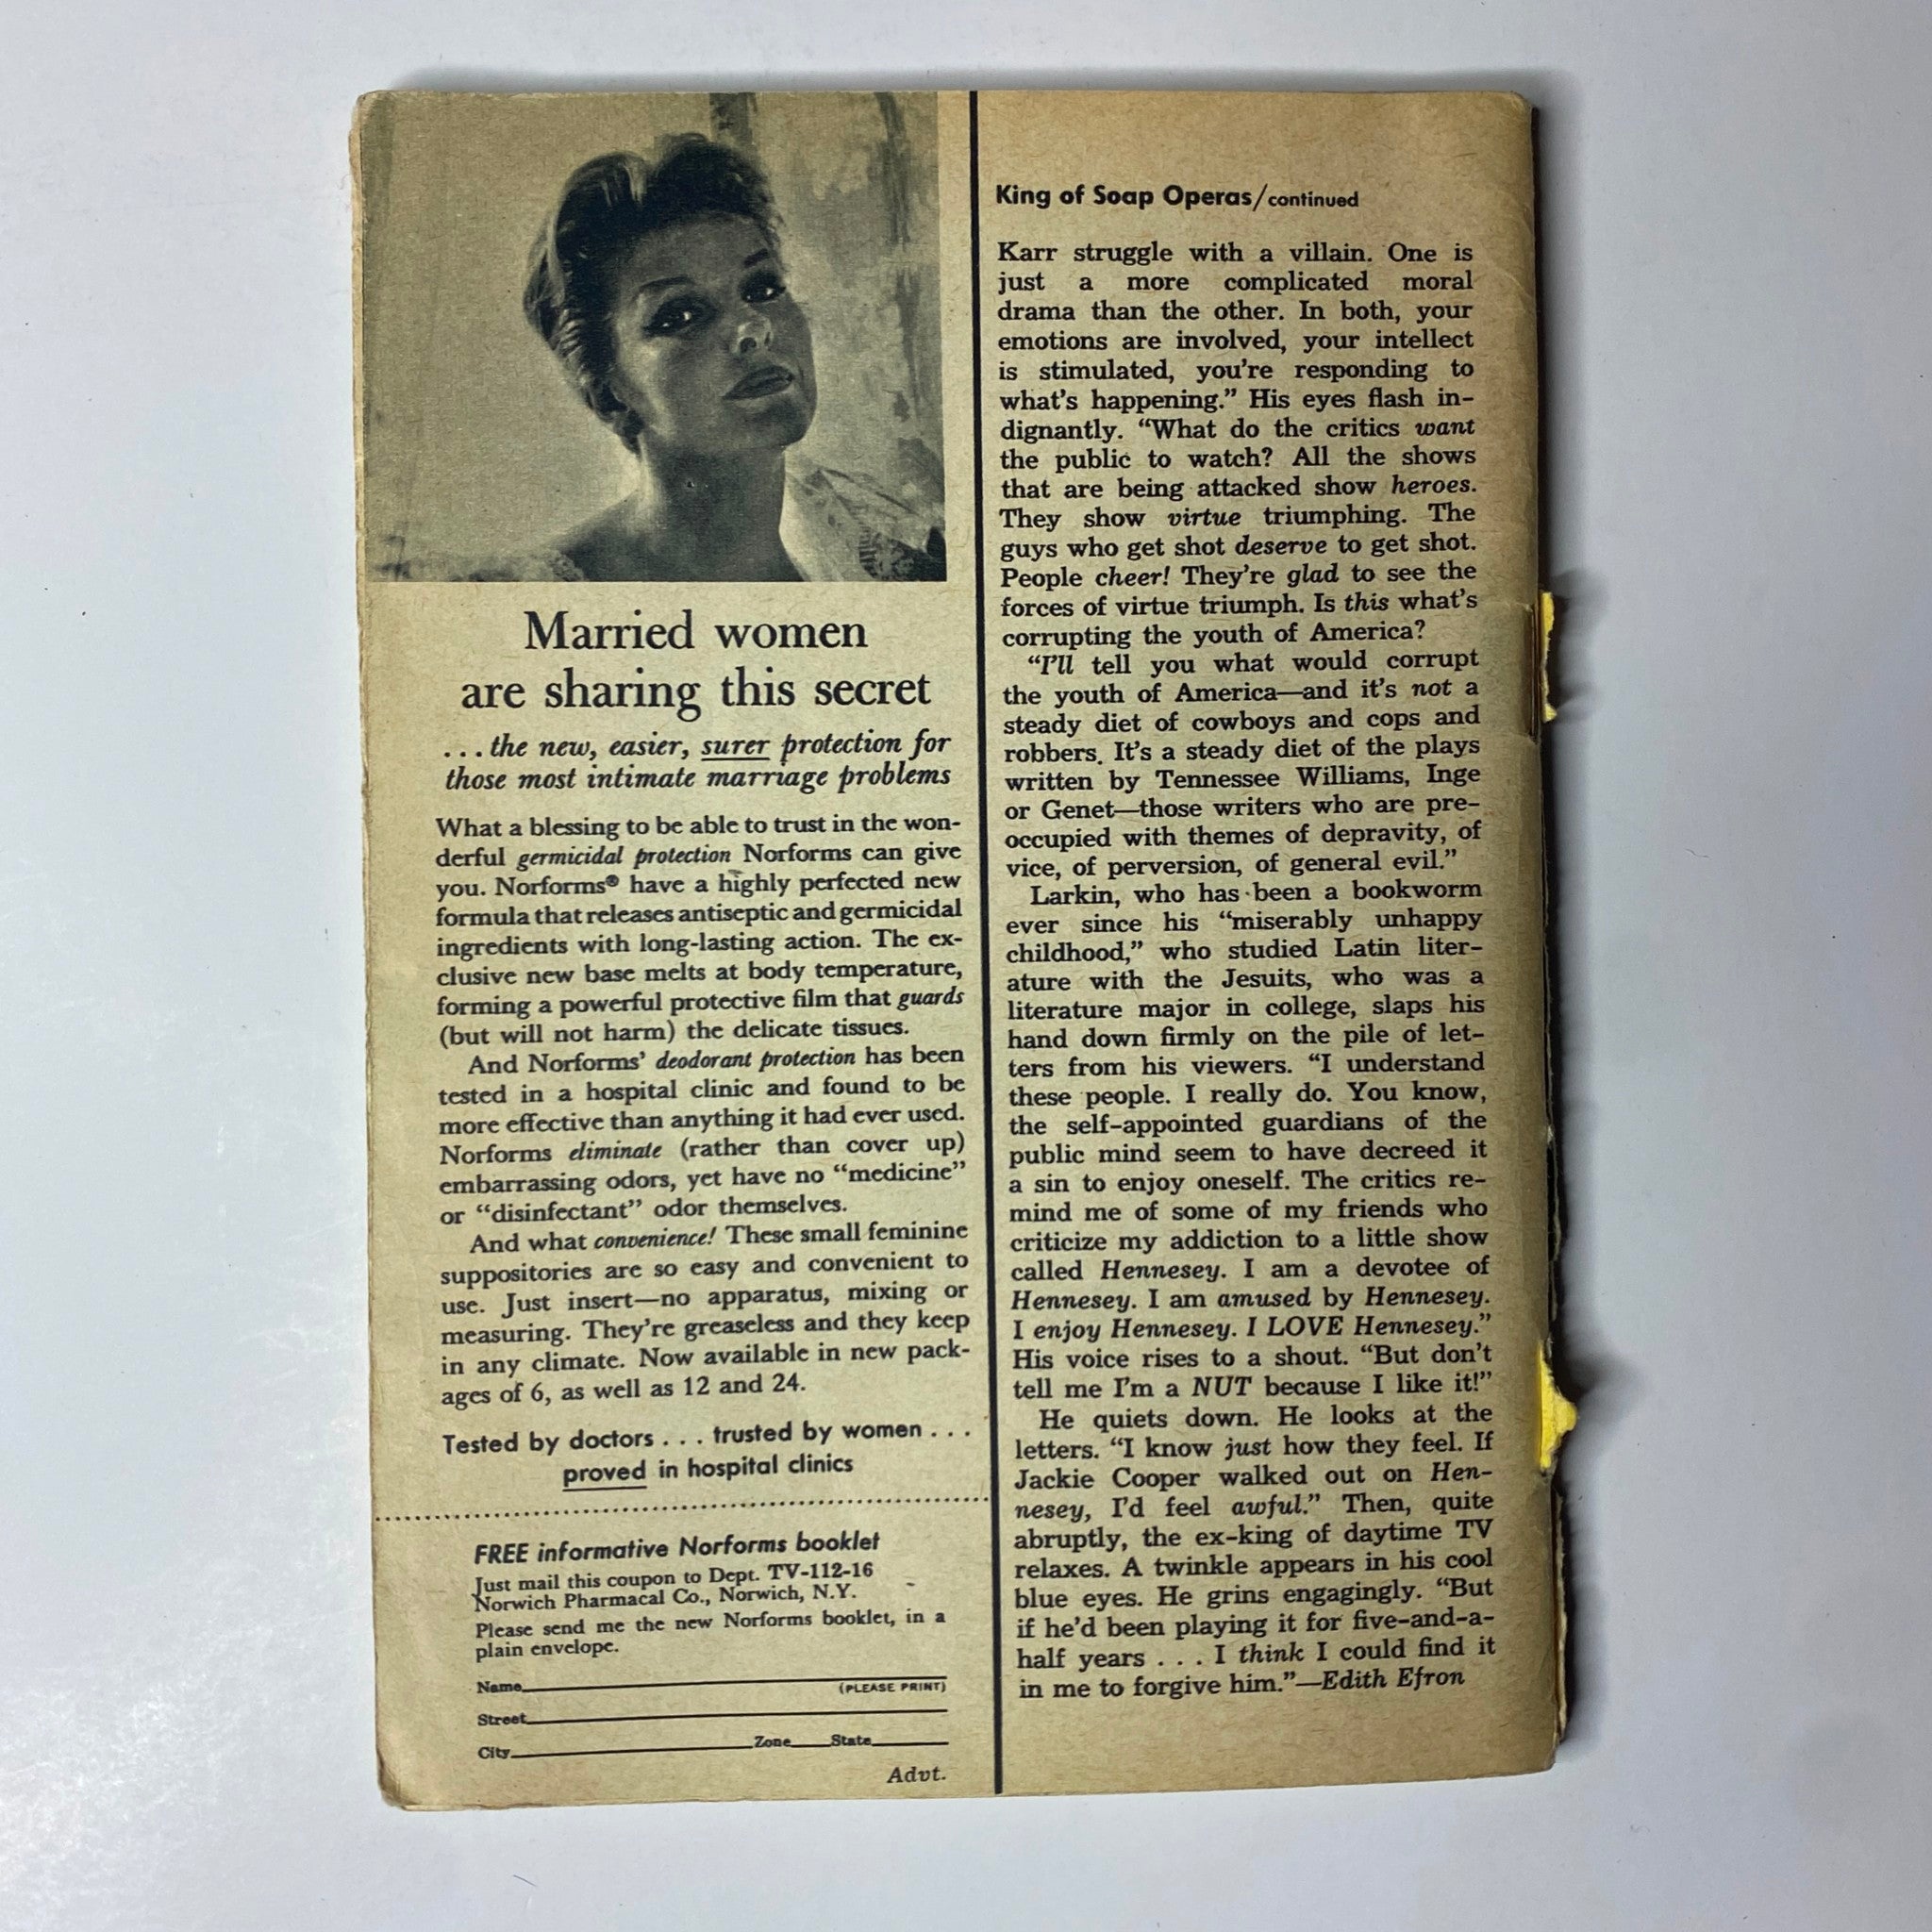 Married women
are sharing this secret
...the new, easier, surer protection for
those most intimate marriage problems
What a blessing to be able to trust in the won-
derful germicidal protection Norforms can give
you. Norforms® have a highly perfected new
formula that releases antiseptic and germicidal
ingredients with long-lasting action. The ex-
clusive new base melts at body temperature,
forming a powerful protective film that guards
(but will not harm) the delicate tissues.
And Norforms' deodorant protection has been
tested in a hospital clinic and found to be
more effective than anything it had ever used.
Norforms eliminate (rather than cover up)
embarrassing odors, yet have no “medicine”
or “disinfectant” odor themselves.
And what convenience! These small feminine
suppositories are so easy and convenient to
use. Just insert—no apparatus, mixing or
measuring. They're greaseless and they keep
in any climate. Now available in new pack-
ages of 6, as well as 12 and 24.
Tested by doctors . . . trusted by women . . .
proved in hospital clinics
FREE informative Norforms booklet
Just mail this coupon to Dept. TV-112-16
Norwich Pharmacal Co., Norwich, N.Y.
Please send me the new Norforms booklet, in a
plain envelope.
Name
(PLEASE PRINT)
Street
City Zone State
Advt.
King of Soap Operas/continued
Karr struggle with a villain. One is
just a more complicated moral
drama than the other. In both, your
emotions are involved, your intellect
is stimulated, you're responding to
what's happening.” His eyes flash in-
dignantly. “What do the critics want
the public to watch? All the shows
that are being attacked show heroes.
They show virtue triumphing. The
guys who get shot deserve to get shot.
People cheer! They're glad to see the
forces of virtue triumph. Is this what's
corrupting the youth of America?
“I'll tell you what would corrupt
the youth of America—and it's not a
steady diet of cowboys and cops and
robbers. It's a steady diet of the plays
written by Tennessee Williams, Inge
or Genet—those writers who are pre-
occupied with themes of depravity, of
vice, of perversion, of general evil.”
Larkin, who has been a bookworm
ever since his “miserably unhappy
childhood,” who studied Latin liter-
ature with the Jesuits, who was a
literature major in college, slaps his
hand down firmly on the pile of let-
ters from his viewers. “I understand
these people. I really do. You know,
the self-appointed guardians of the
public mind seem to have decreed it
a sin to enjoy oneself. The critics re-
mind me of some of my friends who
criticize my addiction to a little show
called Hennesey. I am a devotee of
Hennesey. I am amused by Hennesey.
I enjoy Hennesey. I LOVE Hennesey.”
His voice rises to a shout. “But don't
tell me I'm a NUT because I like it!”
He quiets down. He looks at the
letters. “I know just how they feel. If
Jackie Cooper walked out on Hen-
nesey, I'd feel awful.” Then, quite
abruptly, the ex-king of daytime TV
relaxes. A twinkle appears in his cool
blue eyes. He grins engagingly. “But
if he'd been playing it for five-and-a-
half years . . . I think I could find it
in me to forgive him.”—Edith Efron